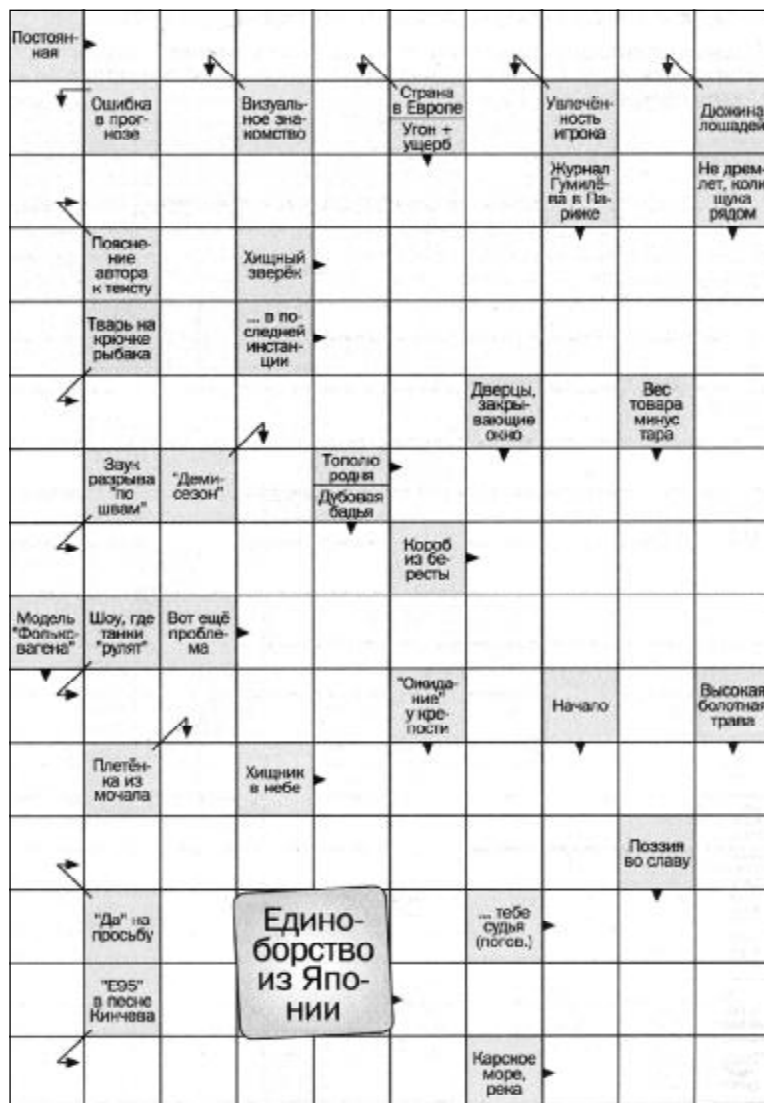 Постоян-
ная
Ошибка
в прог-
нозе
Визуаль-
ное зна-
комство
Страна
в Европе
Угон +
ущерб
Увлечён-
ность
игрока
Дюжина
лошадей
Журнал
Гумилё-
ва в Па-
риже
Не дрем-
лет, коли
щука
рядом
Поясне-
ние
автора
к тексту
Хищный
зверёк
Тварь на
крючке
рыбака
... в по-
следней
инстан-
ции
Дверцы,
закры-
вающие
окно
Вес
товара
минус
тара
Звук
разрыва
"по
швам"
"Деми-
сезон"
Тополю
родня
Дубовая
бадья
Короб
из бе-
ресты
Модель
"Фолькс-
вагена"
Шоу, где
танки
"рулят"
Вот ещё
пробле-
ма
"Ожида-
ние"
у кре-
пости
Начало
Высокая
болотная
трава
Плетён-
ка из
мочала
Хищник
в небе
Поэзия
во славу
"Да" на
просьбу
Едино-
борство
из Япо-
нии
... тебе
судья
(погов.)
"Е95"
в песне
Кинчева
Карское
море,
река